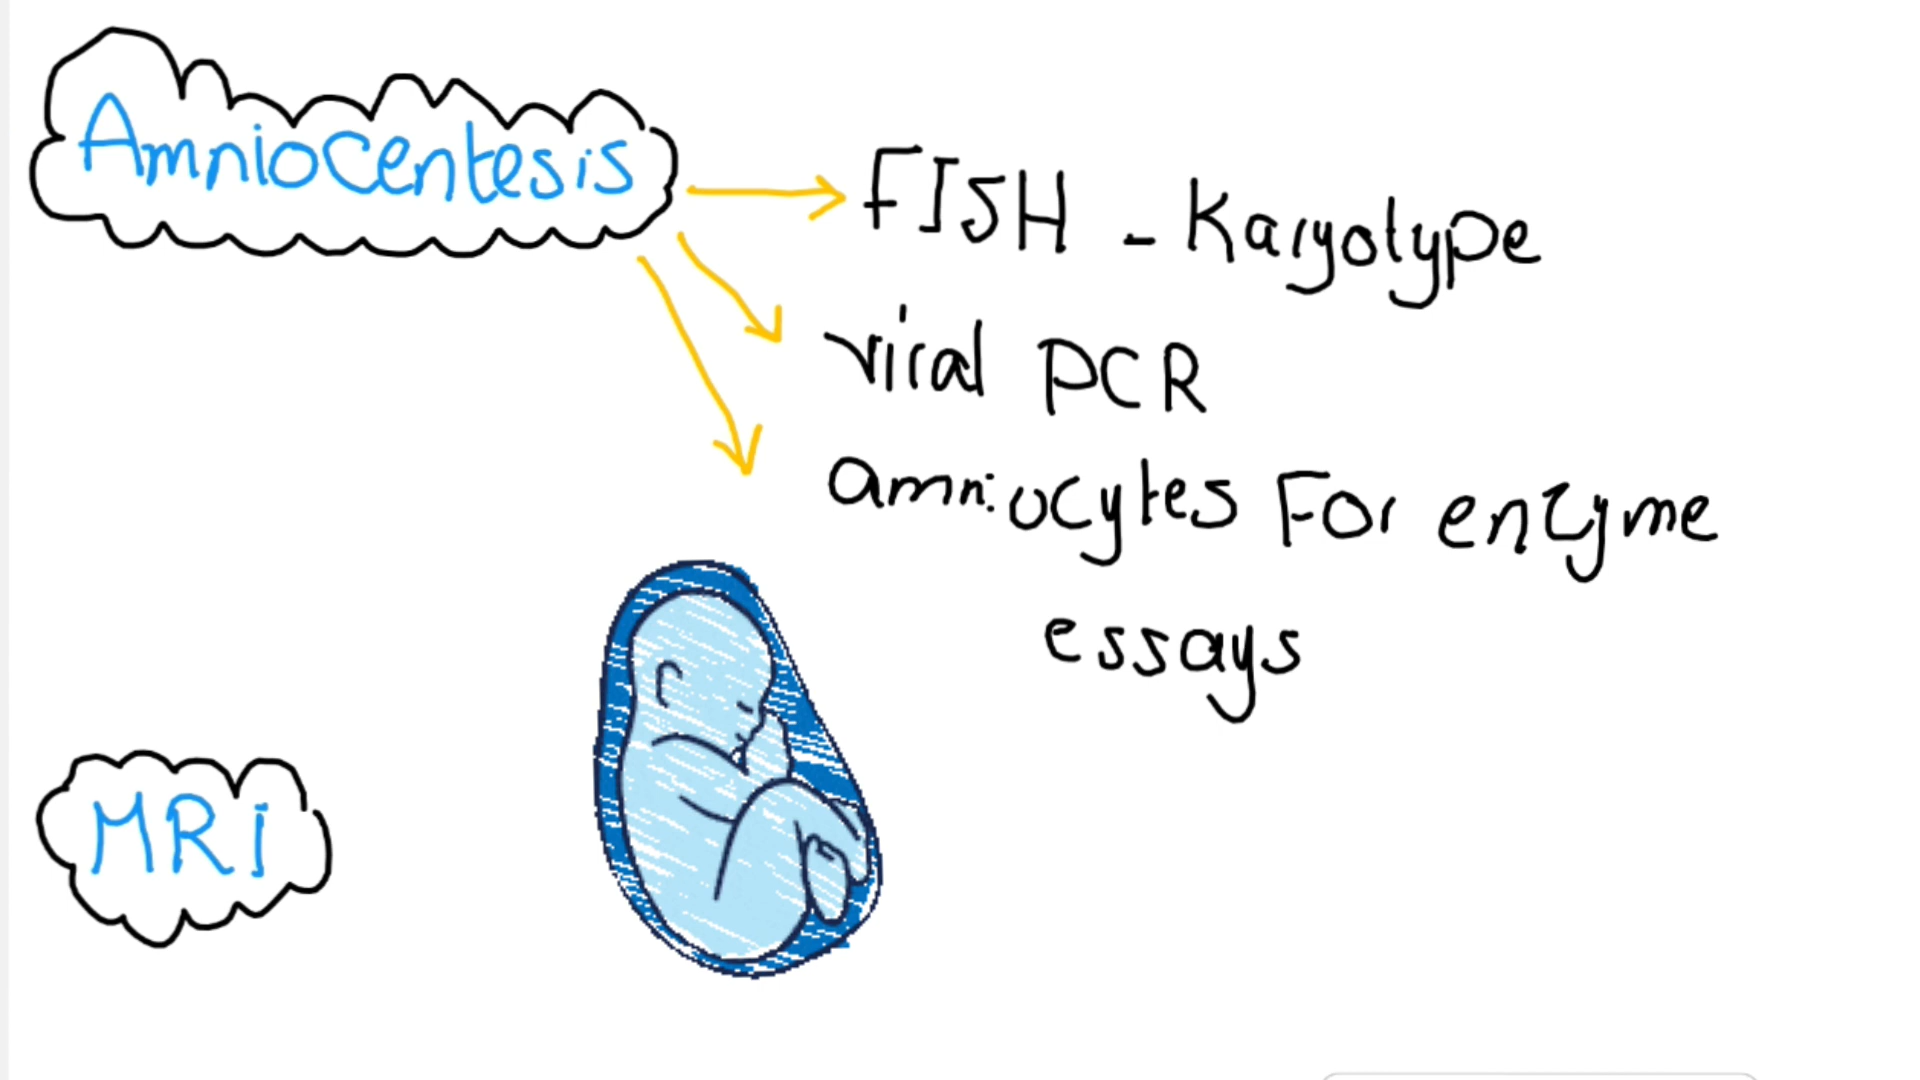 Amniocentesis
FISH - Karyotype
viral PCR
amniocytes For enzyme
essays
MRI